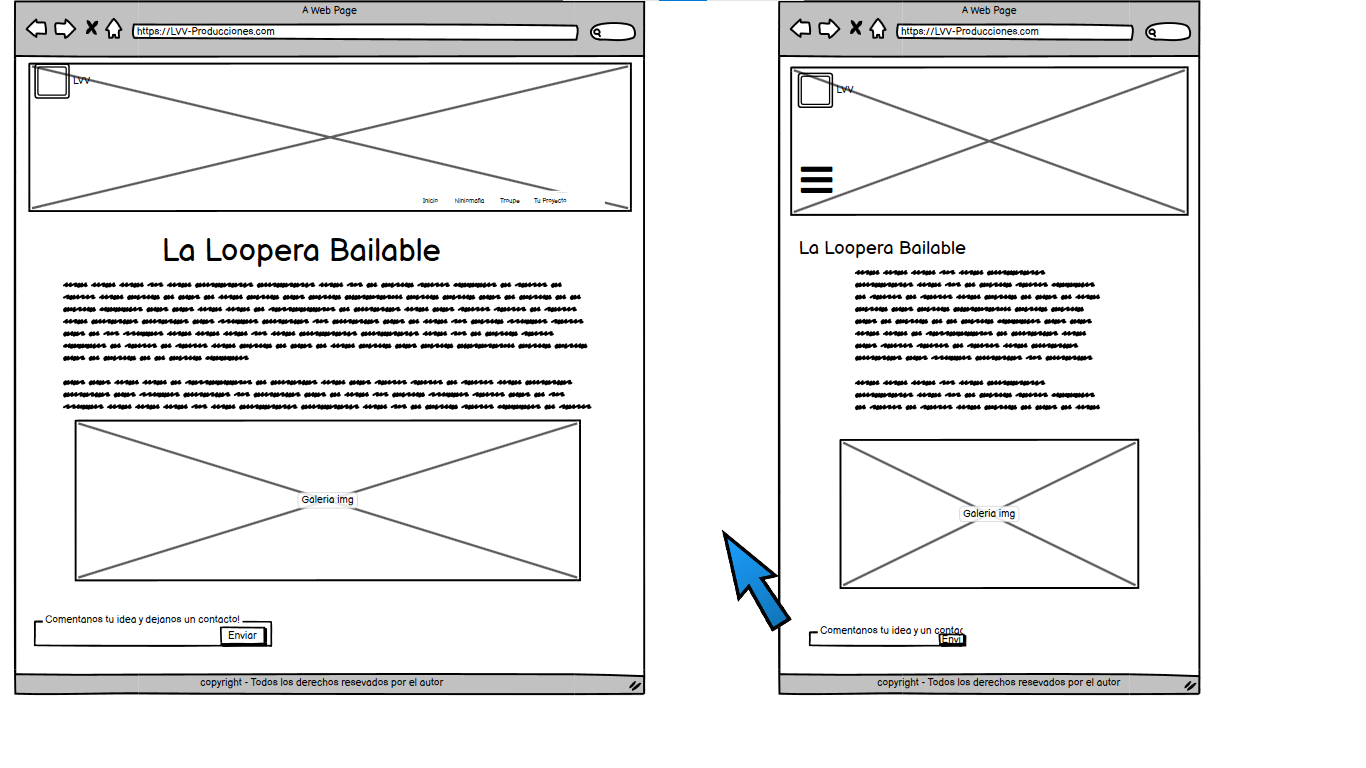 A Web Page
https://LVV-Producciones.com
LVV
Inicio Niniomafia Troupe Tu Proyecto
La Loopera Bailable
Galeria img
Comentanos tu idea y dejanos un contacto!
Enviar
copyright - Todos los derechos resevados por el autor
A Web Page
https://LVV-Producciones.com
LVV
La Loopera Bailable
Galeria img
Comentanos tu idea y un contac
Envi
copyright - Todos los derechos resevados por el autor